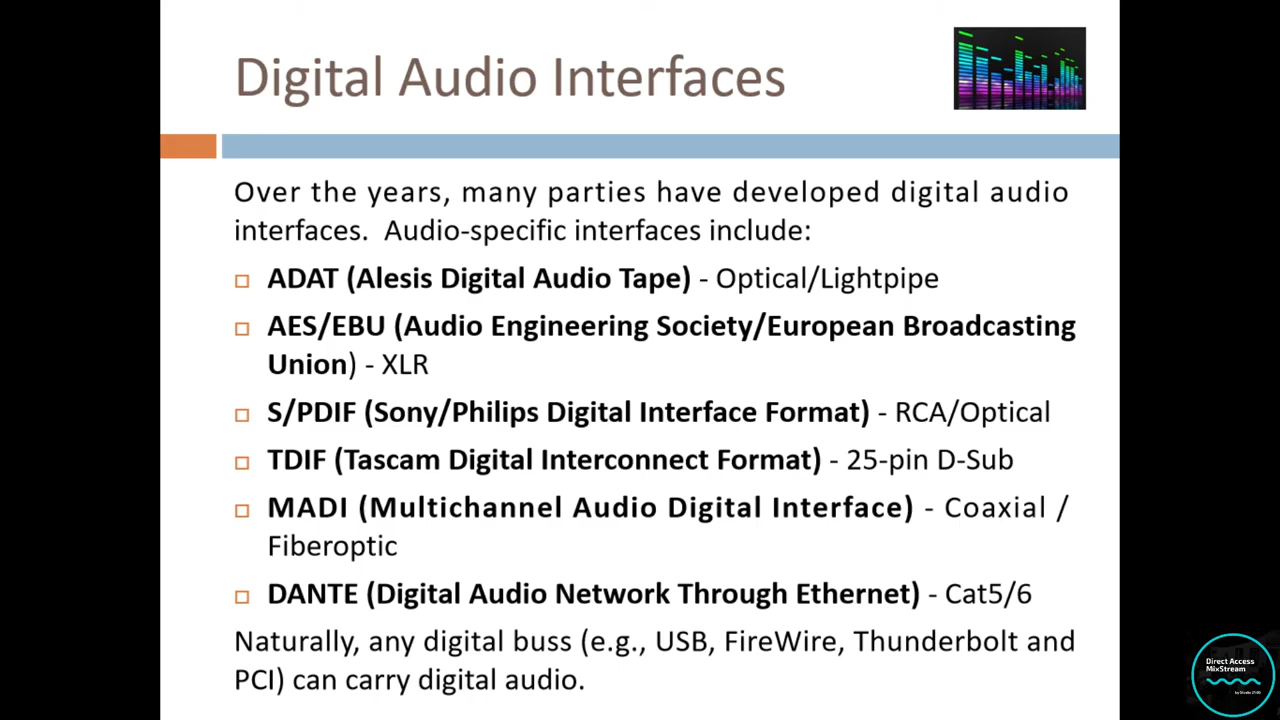 Digital Audio Interfaces
Over the years, many parties have developed digital audio
interfaces. Audio-specific interfaces include:
ADAT (Alesis Digital Audio Tape) - Optical/Lightpipe
AES/EBU (Audio Engineering Society/European Broadcasting
Union) - XLR
S/PDIF (Sony/Philips Digital Interface Format) - RCA/Optical
TDIF (Tascam Digital Interconnect Format) - 25-pin D-Sub
MADI (Multichannel Audio Digital Interface) - Coaxial /
Fiberoptic
DANTE (Digital Audio Network Through Ethernet) - Cat5/6
Naturally, any digital buss (e.g., USB, FireWire, Thunderbolt and
PCI) can carry digital audio.
Direct Access
MixStream
by Studio 21:00